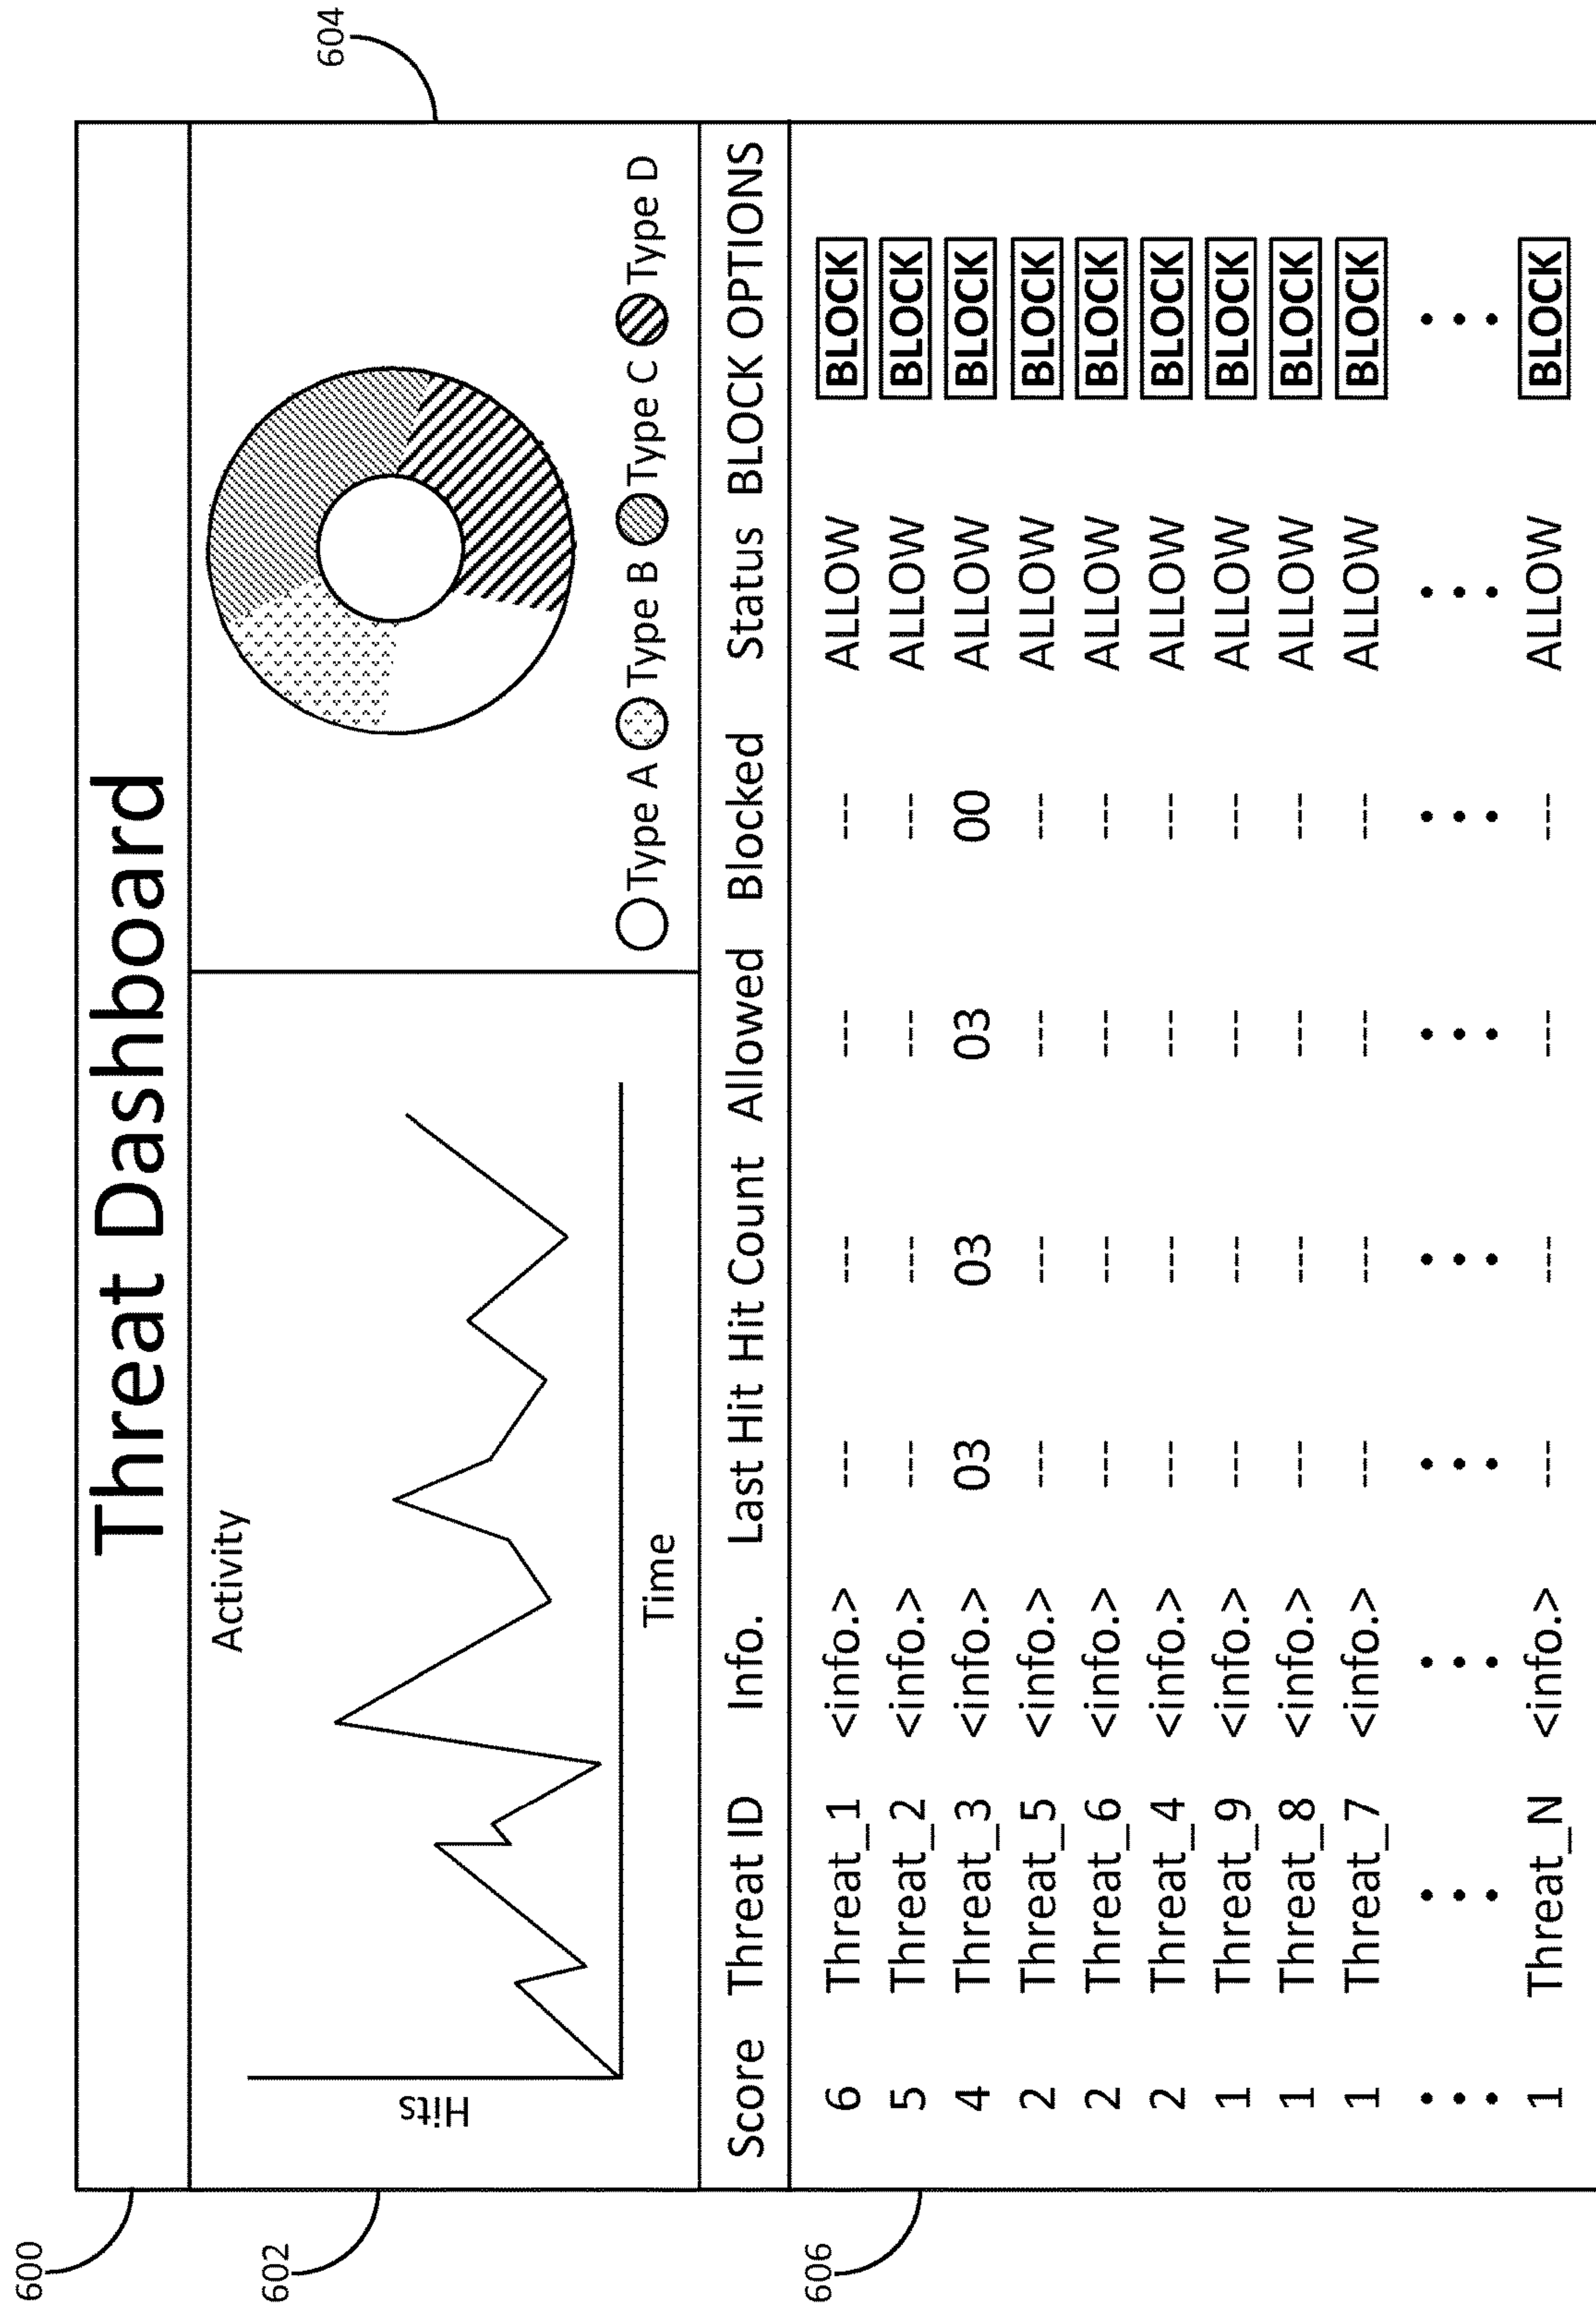 600
Threat Dashboard
602
Activity
Hits
Time
604
Type A Type B Type C Type D
606
Score Threat ID Info. Last Hit Hit Count Allowed Blocked Status BLOCK OPTIONS
6 Threat_1 <info.> --- --- --- --- ALLOW BLOCK
5 Threat_2 <info.> --- --- --- --- ALLOW BLOCK
4 Threat_3 <info.> 03 03 03 00 ALLOW BLOCK
2 Threat_5 <info.> --- --- --- --- ALLOW BLOCK
2 Threat_6 <info.> --- --- --- --- ALLOW BLOCK
2 Threat_4 <info.> --- --- --- --- ALLOW BLOCK
1 Threat_9 <info.> --- --- --- --- ALLOW BLOCK
1 Threat_8 <info.> --- --- --- --- ALLOW BLOCK
1 Threat_7 <info.> --- --- --- --- ALLOW BLOCK
1 Threat_N <info.> --- --- --- --- ALLOW BLOCK